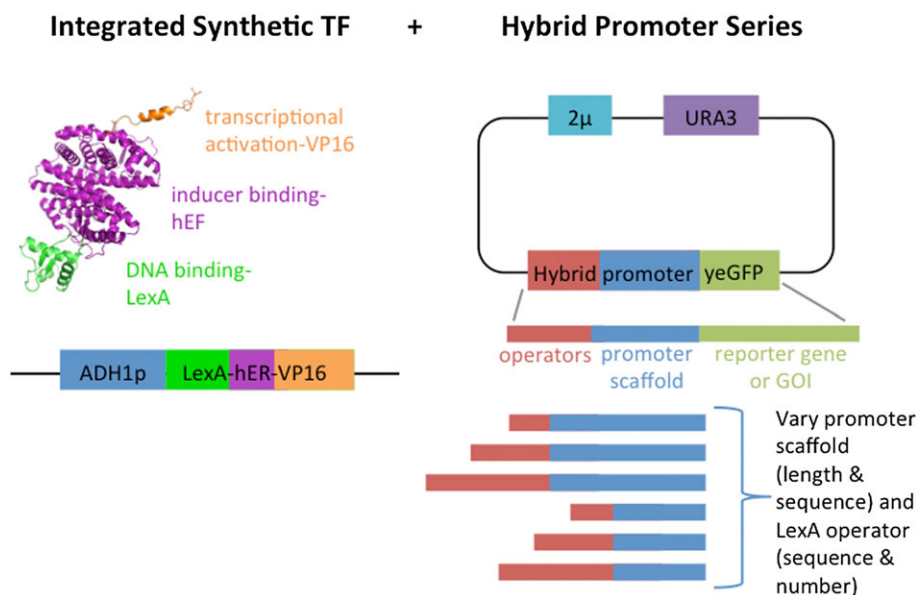 Integrated Synthetic TF + Hybrid Promoter Series
transcriptional
activation-VP16
inducer binding-
hEF
DNA binding-
LexA
ADH1p LexA-hER-VP16
2μ URA3
Hybrid promoter yeGFP
operators promoter reporter gene
scaffold or GOI
Vary promoter
scaffold
(length &
sequence) and
LexA operator
(sequence &
number)